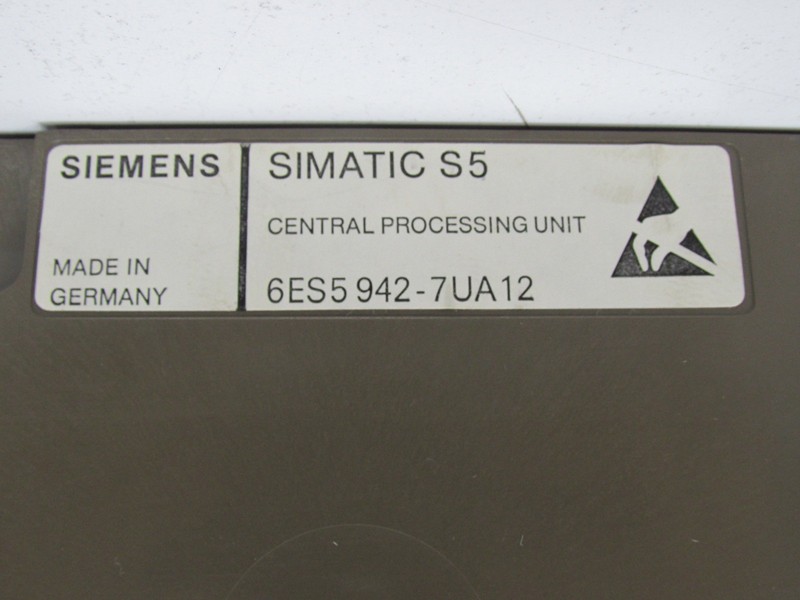 SIEMENS
MADE IN
GERMANY
SIMATIC S5
CENTRAL PROCESSING UNIT
6ES5 942-7UA12